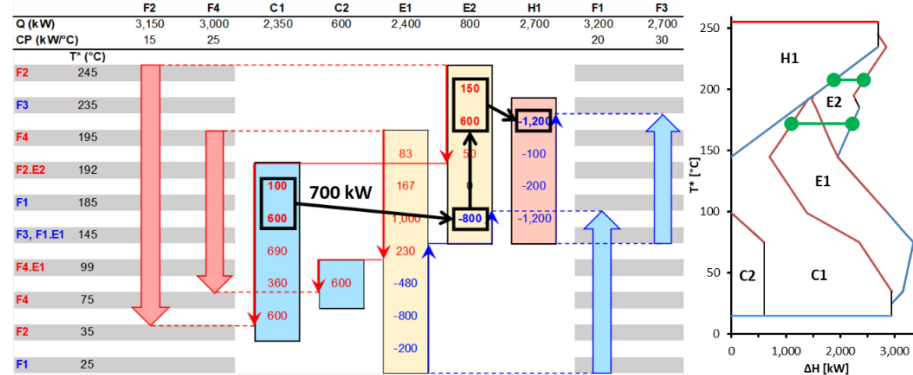 F2 F4 C1 C2 E1 E2 H1 F1 F3
Q (kW) 3,150 3,000 2,350 600 2,400 800 2,700 3,200 2,700
CP (kW/°C) 15 25 20 30
T* (°C)
F2 245
150
F3 235
600 -1,200
F4 195
83 50 -100
F2.E2 192
100 167 0 -200
F1 185
700 kW
600 1,000 -800 -1,200
F3, F1.E1 145
690 230
F4.E1 99
360 600 -480
F4 75
600 -800
F2 35
-200
F1 25
T* [°C]
250
200
150
100
50
0
H1
E2
E1
C2
C1
0 1,000 2,000 3,000
ΔH [kW]